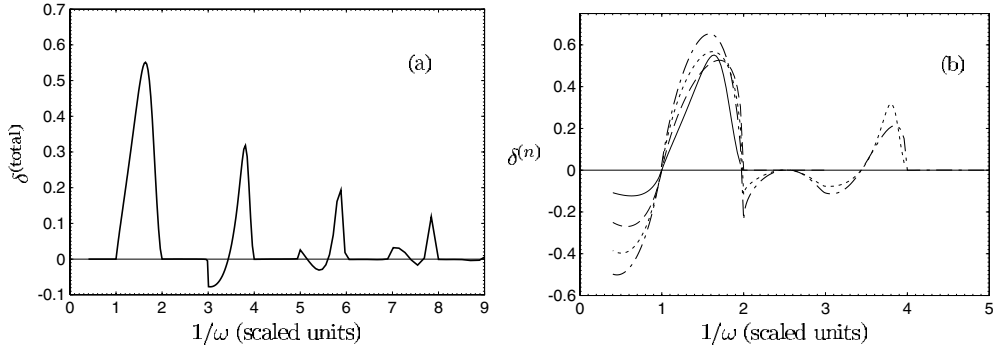 0.7
0.6
0.5
0.4
0.3
0.2
0.1
0
-0.1
δ(total)
(a)
0 1 2 3 4 5 6 7 8 9
1/ω (scaled units)
0.6
0.4
0.2
0
-0.2
-0.4
-0.6
δ(n)
(b)
0 1 2 3 4 5
1/ω (scaled units)